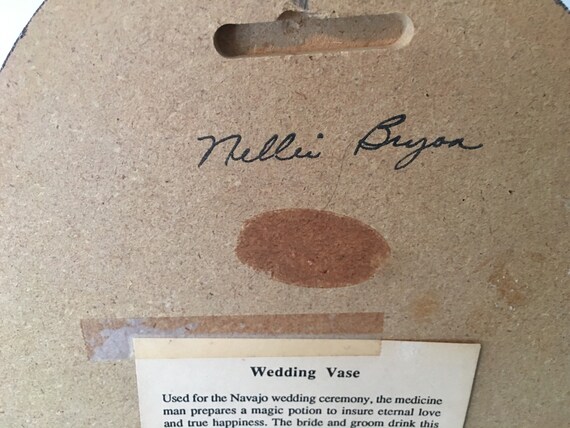 Nellie Bryan
Wedding Vase
Used for the Navajo wedding ceremony, the medicine
man prepares a magic potion to insure eternal love
and true happiness. The bride and groom drink this